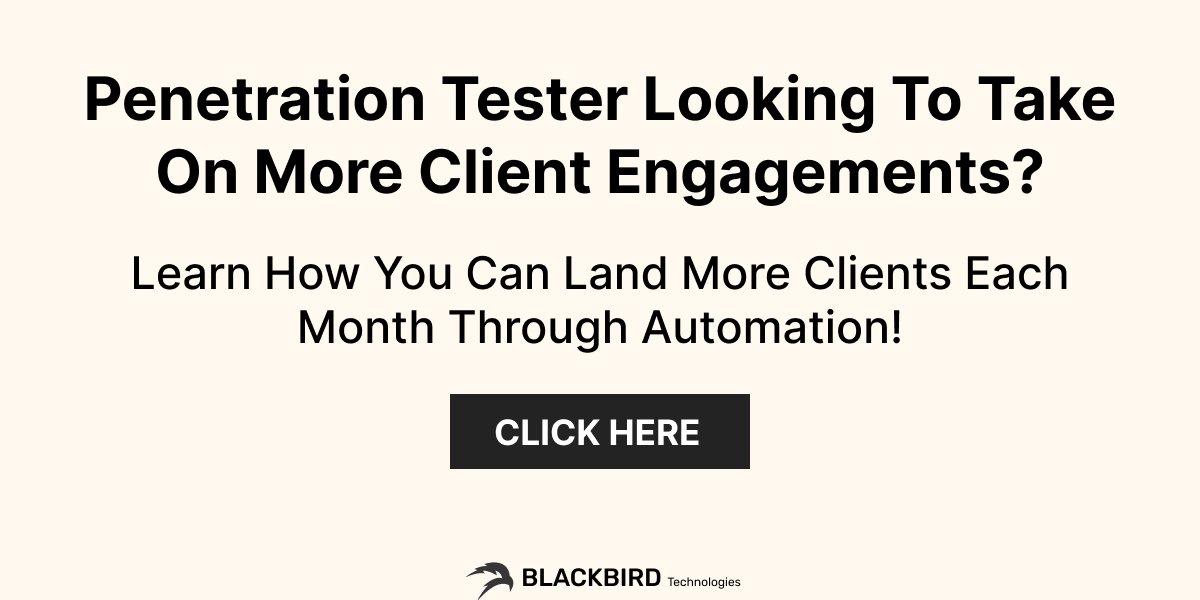 Penetration Tester Looking To Take
On More Client Engagements?
Learn How You Can Land More Clients Each
Month Through Automation!
CLICK HERE
BLACKBIRD Technologies